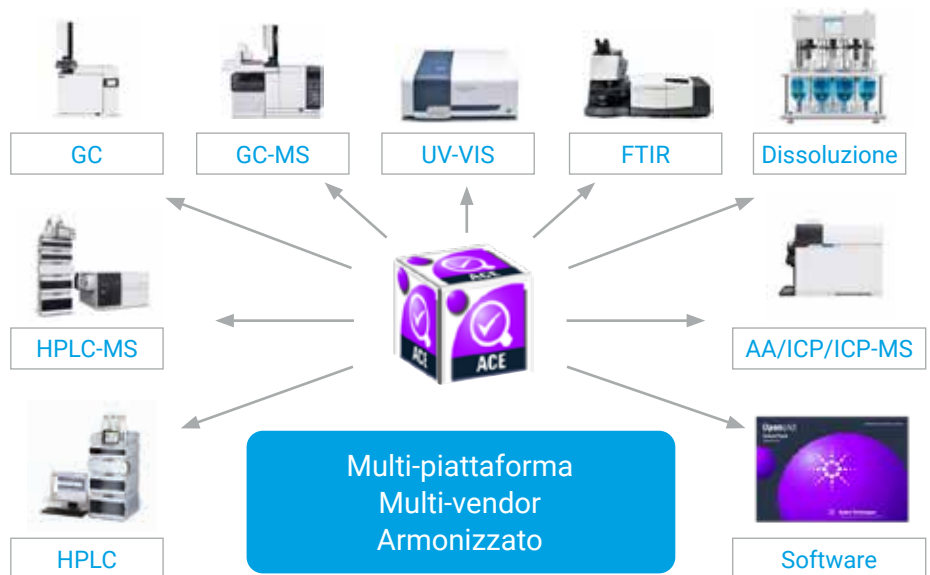 GC
GC-MS
UV-VIS
FTIR
Dissoluzione
ACE
ACE
ACE
HPLC-MS
AA/ICP/ICP-MS
Multi-piattaforma
Multi-vendor
Armonizzato
HPLC
Software